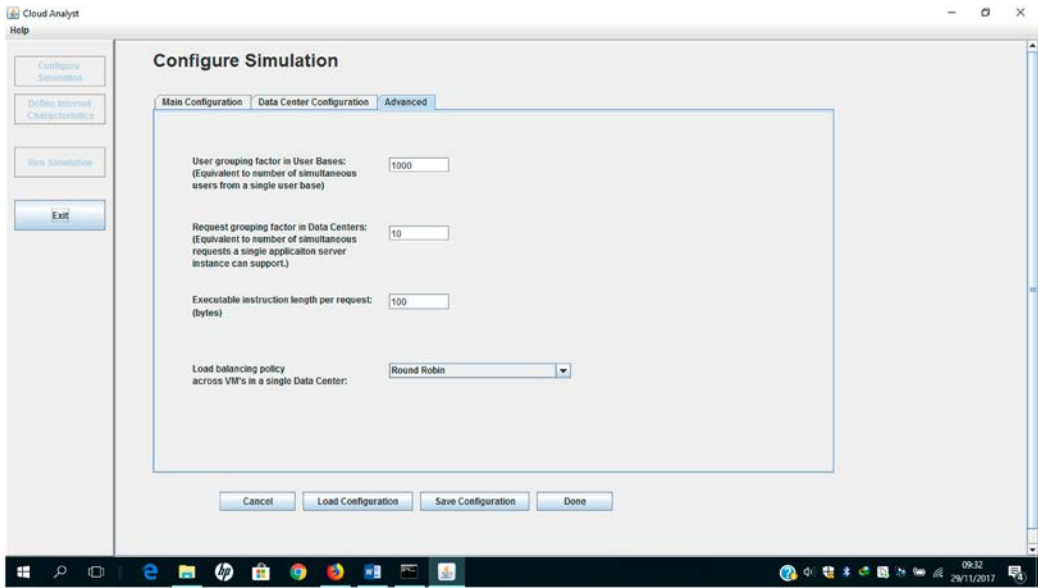 Cloud Analyst
Help
Configure
Simulation
Define Internet
Characteristics
Run Simulation
Exit
Configure Simulation
Main Configuration
Data Center Configuration
Advanced
User grouping factor in User Bases:
(Equivalent to number of simultaneous
users from a single user base)
1000
Request grouping factor in Data Centers:
(Equivalent to number of simultaneous
requests a single applicaiton server
instance can support.)
10
Executable instruction length per request:
(bytes)
100
Load balancing policy
across VM's in a single Data Center:
Round Robin
Cancel
Load Configuration
Save Configuration
Done
09:32
29/11/2017